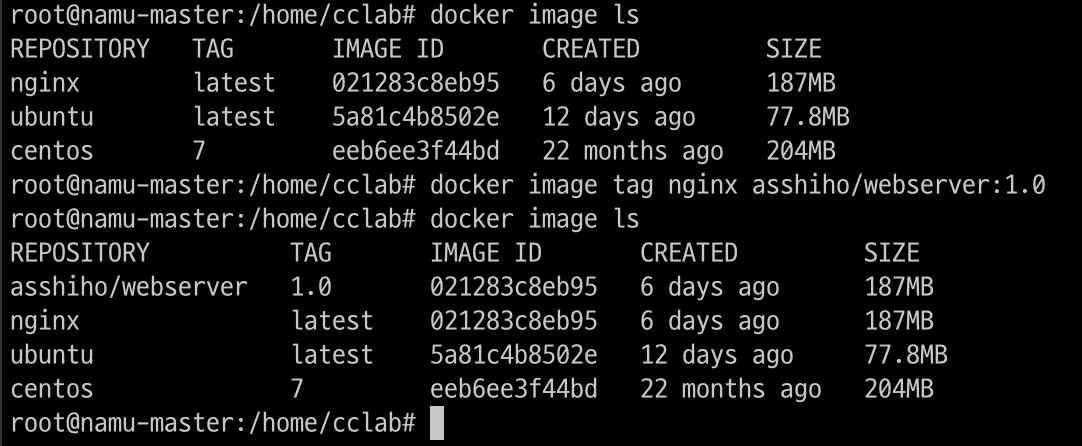 root@namu-master:/home/cclab# docker image ls
REPOSITORY   TAG       IMAGE ID       CREATED         SIZE
nginx        latest    021283c8eb95   6 days ago      187MB
ubuntu       latest    5a81c4b8502e   12 days ago     77.8MB
centos       7         eeb6ee3f44bd   22 months ago   204MB
root@namu-master:/home/cclab# docker image tag nginx asshiho/webserver:1.0
root@namu-master:/home/cclab# docker image ls
REPOSITORY          TAG       IMAGE ID       CREATED         SIZE
asshiho/webserver   1.0       021283c8eb95   6 days ago      187MB
nginx               latest    021283c8eb95   6 days ago      187MB
ubuntu              latest    5a81c4b8502e   12 days ago     77.8MB
centos              7         eeb6ee3f44bd   22 months ago   204MB
root@namu-master:/home/cclab#